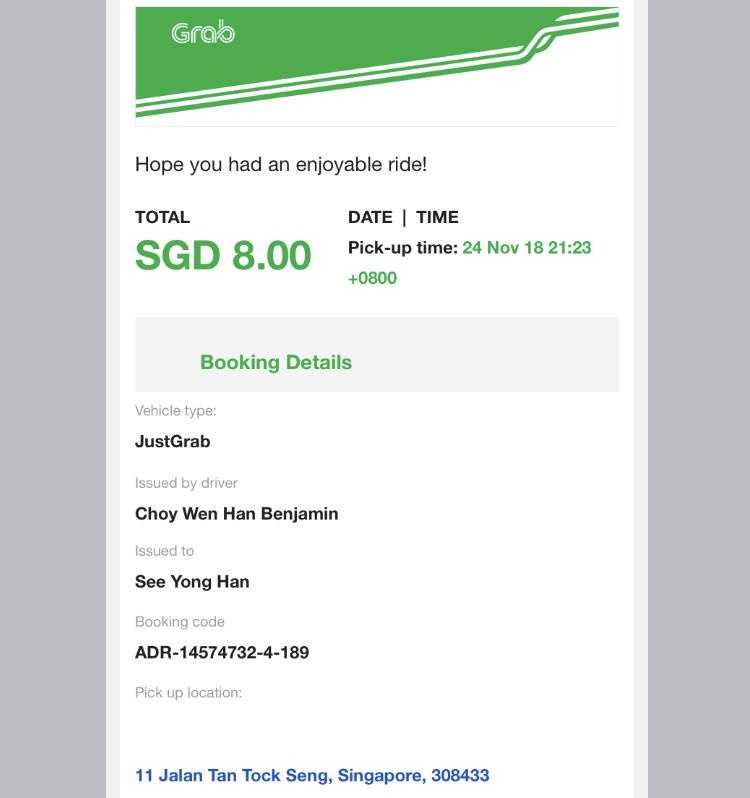 Grab
Hope you had an enjoyable ride!
TOTAL
SGD 8.00
DATE | TIME
Pick-up time: 24 Nov 18 21:23
+0800
Booking Details
Vehicle type:
JustGrab
Issued by driver
Choy Wen Han Benjamin
Issued to
See Yong Han
Booking code
ADR-14574732-4-189
Pick up location:
11 Jalan Tan Tock Seng, Singapore, 308433